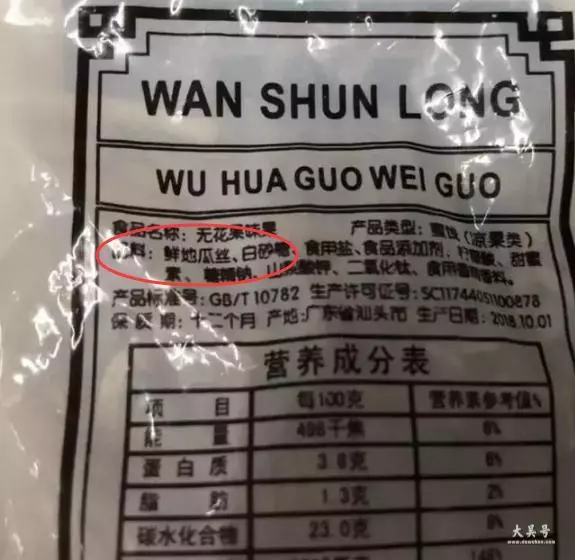 WAN SHUN LONG
WU HUA GUO WEI GUO
食品名称：无花果味果 产品类型：蜜饯（凉果类）
料：鲜地瓜丝、白砂糖、食用盐、食品添加剂、柠檬酸、甜蜜
素、糖精钠、山梨酸钾、二氧化钛、食用香精香料。
产品标准号：GB/T 10782 生产许可证号：SC1174405100878
保质期：十二个月 产地：广东省汕头市 生产日期：2018.10.01
营养成分表
项目 每100克 营养素参考值%
能量 498千焦 6%
蛋白质 3.8克 6%
脂肪 1.3克 2%
碳水化合物 23.0克
大吴号